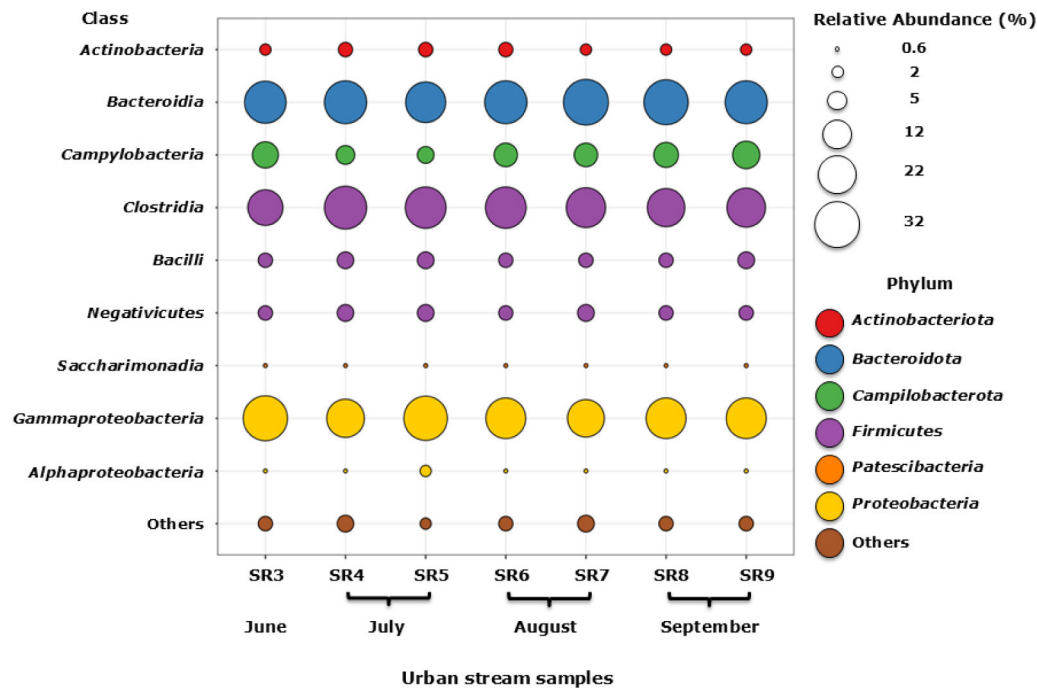 Class
Actinobacteria
Bacteroidia
Campylobacteria
Clostridia
Bacilli
Negativicutes
Saccharimonadia
Gammaproteobacteria
Alphaproteobacteria
Others
SR3 SR4 SR5 SR6 SR7 SR8 SR9
June July August September
Urban stream samples
Relative Abundance (%)
0.6
2
5
12
22
32
Phylum
Actinobacteriota
Bacteroidota
Campilobacterota
Firmicutes
Patescibacteria
Proteobacteria
Others